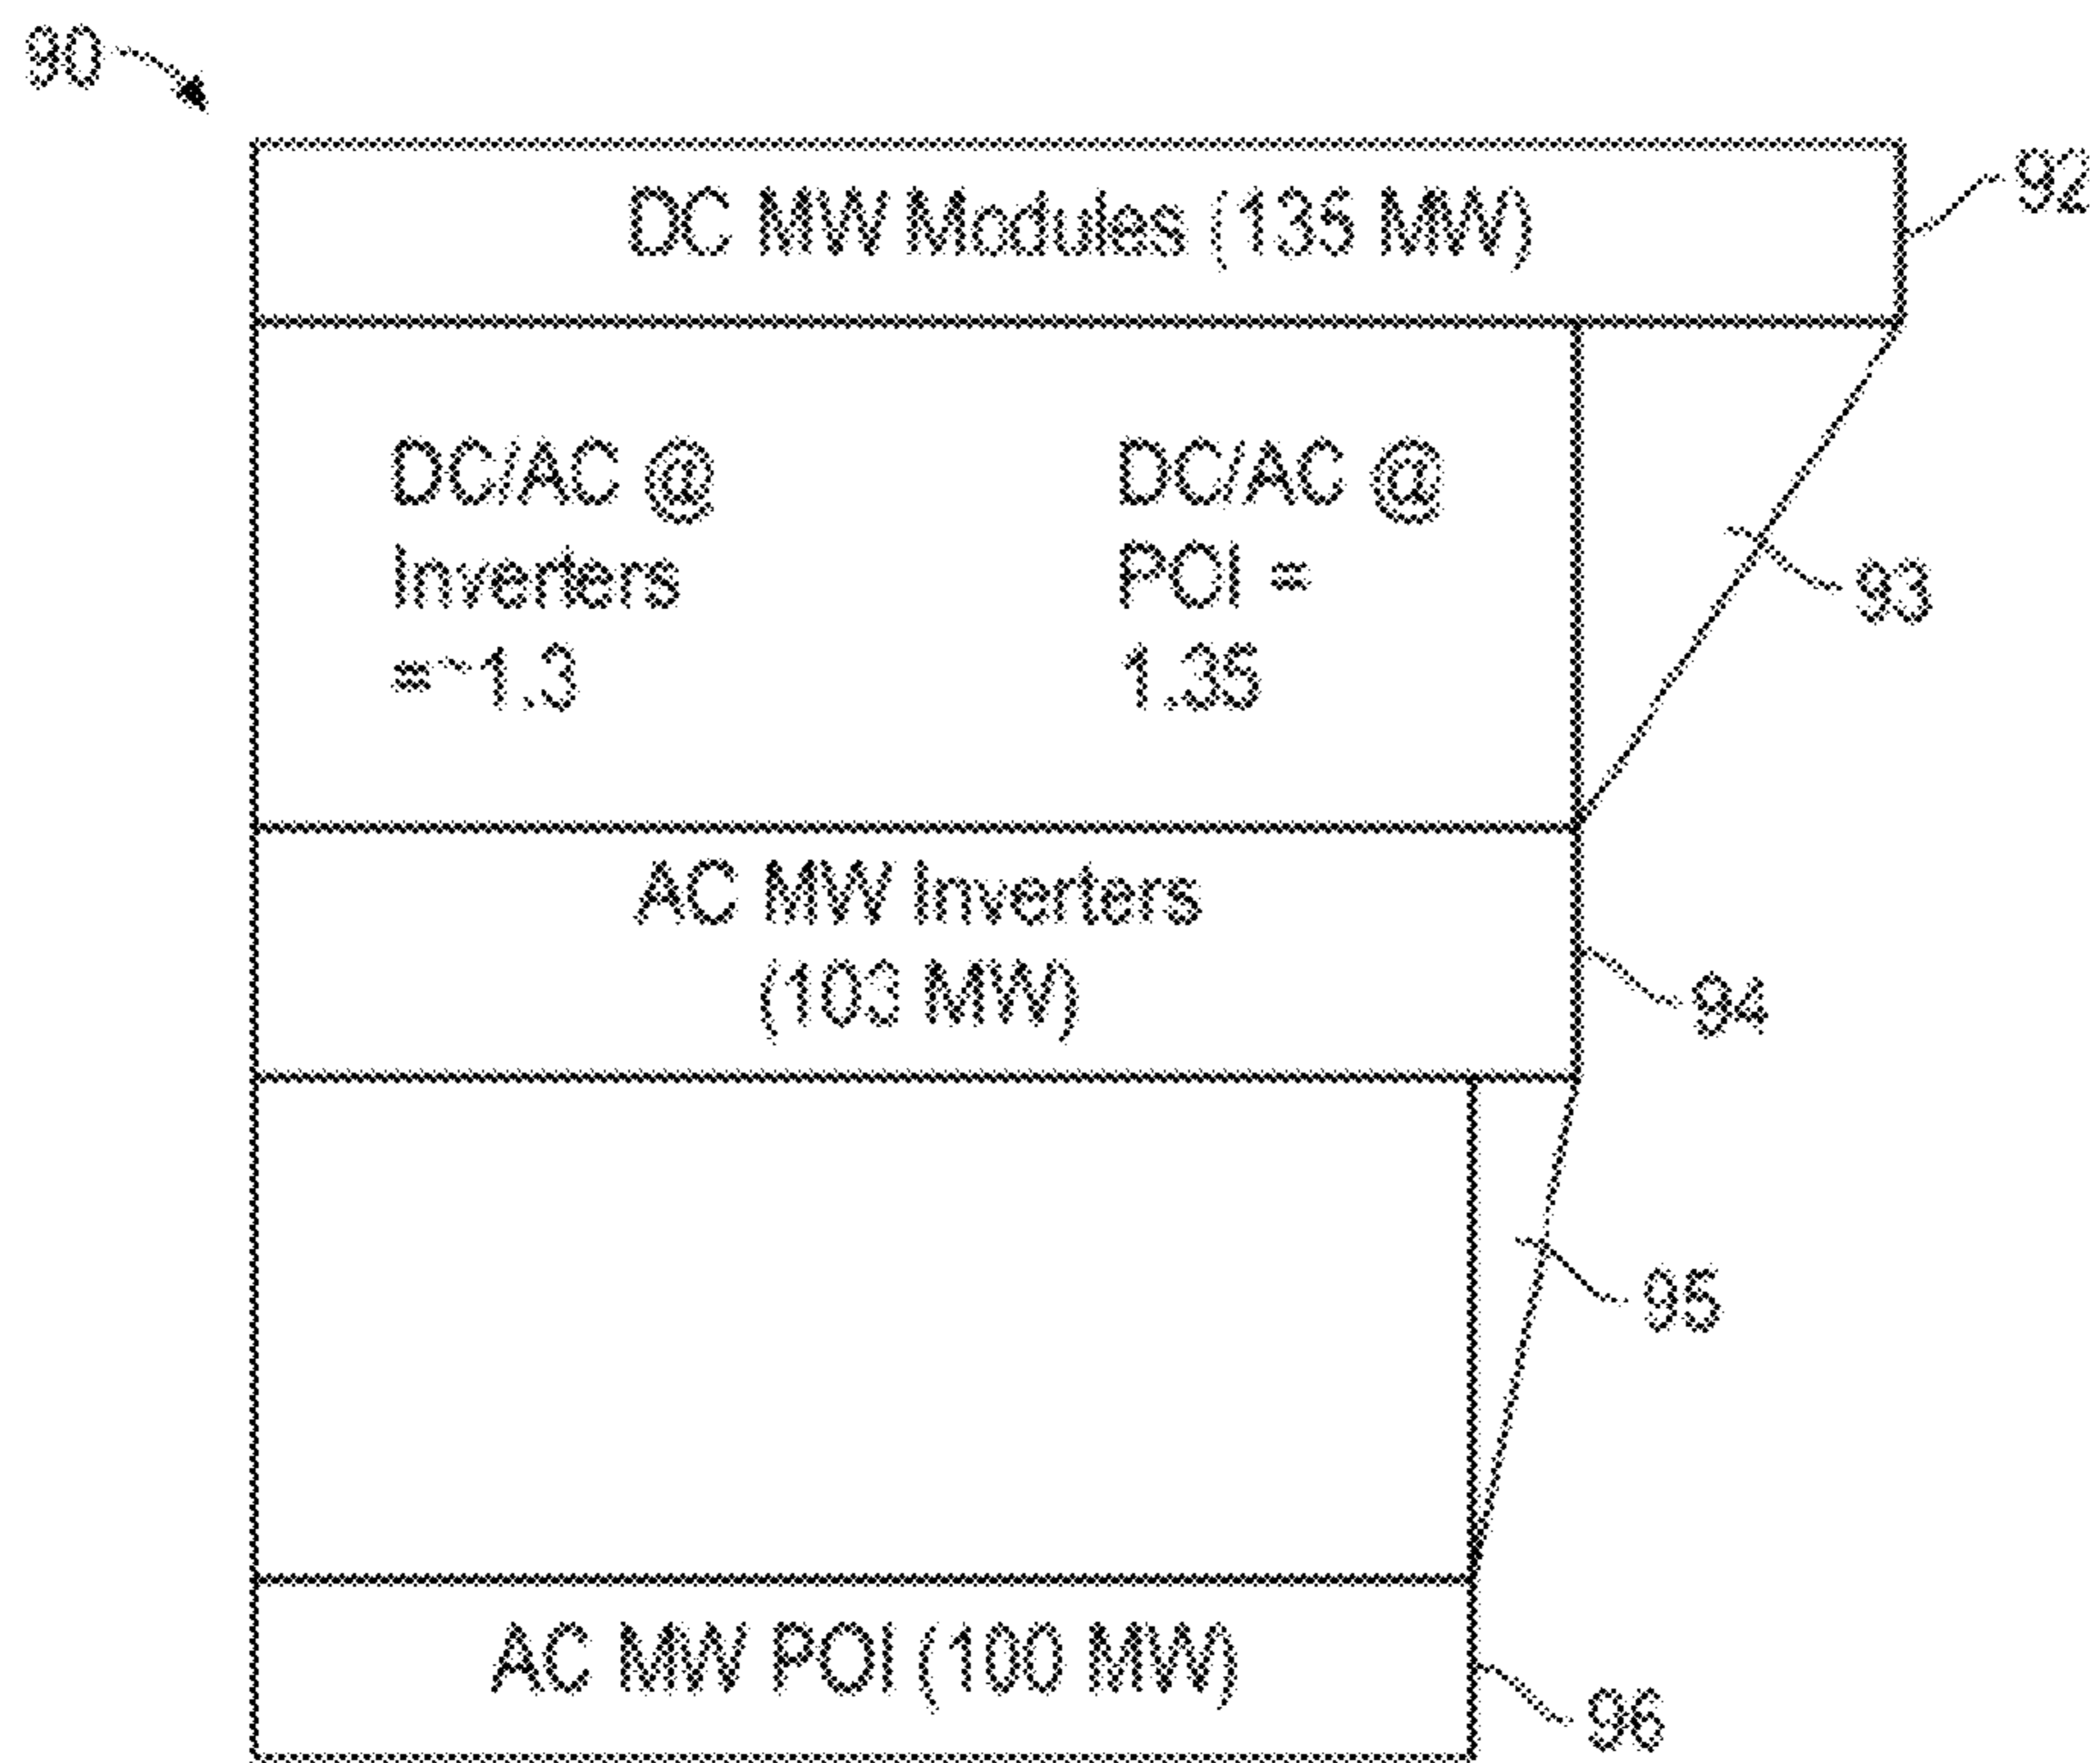 90
DC MW Modules (135 MW)
92
DC/AC @
Inverters
=~1.3
DC/AC @
POI =
1.35
93
AC MW Inverters
(103 MW)
94
95
AC MW POI (100 MW)
96